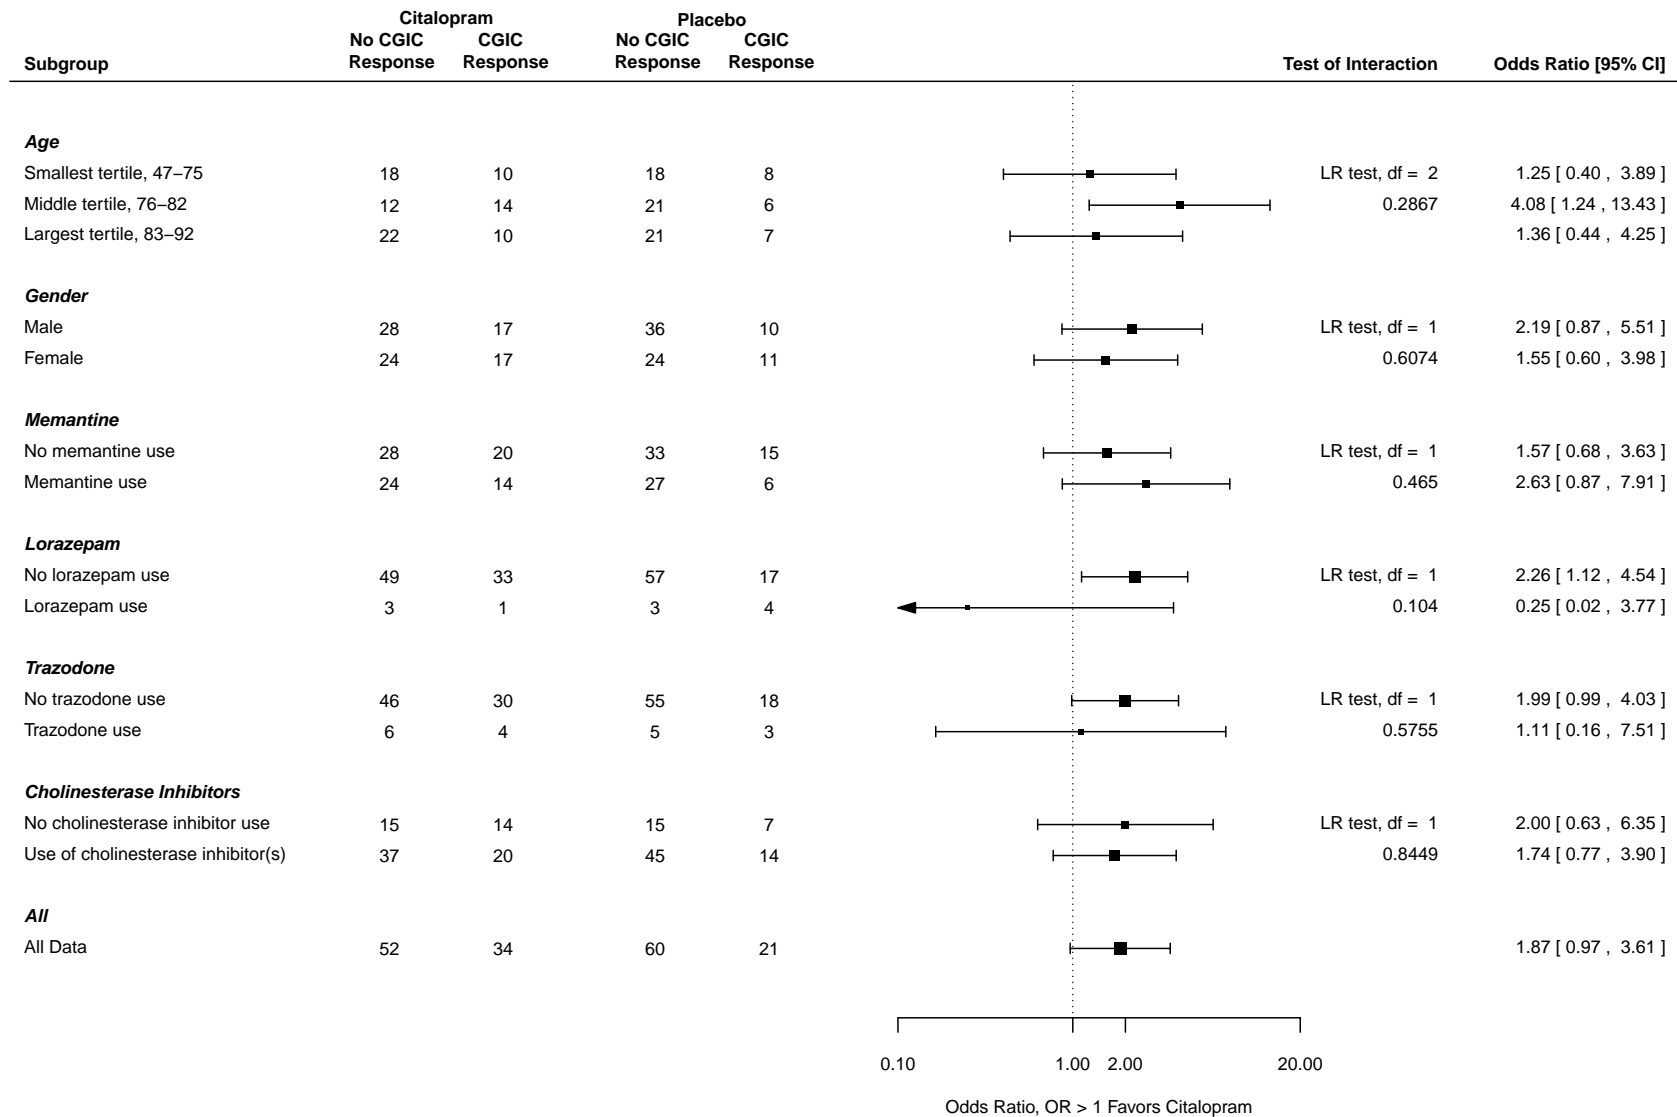 Citalopram Placebo
No CGIC CGIC No CGIC CGIC
Subgroup Response Response Response Response Test of Interaction Odds Ratio [95% CI]
Age
Smallest tertile, 47−75 18 10 18 8 LR test, df = 2 1.25 [ 0.40 , 3.89 ]
Middle tertile, 76−82 12 14 21 6 0.2867 4.08 [ 1.24 , 13.43 ]
Largest tertile, 83−92 22 10 21 7 1.36 [ 0.44 , 4.25 ]
Gender
Male 28 17 36 10 LR test, df = 1 2.19 [ 0.87 , 5.51 ]
Female 24 17 24 11 0.6074 1.55 [ 0.60 , 3.98 ]
Memantine
No memantine use 28 20 33 15 LR test, df = 1 1.57 [ 0.68 , 3.63 ]
Memantine use 24 14 27 6 0.465 2.63 [ 0.87 , 7.91 ]
Lorazepam
No lorazepam use 49 33 57 17 LR test, df = 1 2.26 [ 1.12 , 4.54 ]
Lorazepam use 3 1 3 4 0.104 0.25 [ 0.02 , 3.77 ]
Trazodone
No trazodone use 46 30 55 18 LR test, df = 1 1.99 [ 0.99 , 4.03 ]
Trazodone use 6 4 5 3 0.5755 1.11 [ 0.16 , 7.51 ]
Cholinesterase Inhibitors
No cholinesterase inhibitor use 15 14 15 7 LR test, df = 1 2.00 [ 0.63 , 6.35 ]
Use of cholinesterase inhibitor(s) 37 20 45 14 0.8449 1.74 [ 0.77 , 3.90 ]
All
All Data 52 34 60 21 1.87 [ 0.97 , 3.61 ]
0.10 1.00 2.00 20.00
Odds Ratio, OR > 1 Favors Citalopram